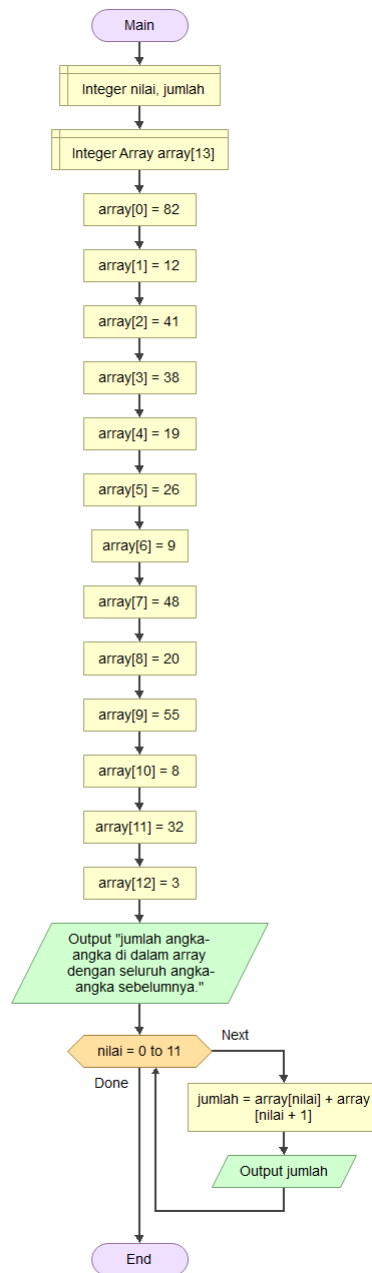 Main
Integer nilai, jumlah
Integer Array array[13]
array[0] = 82
array[1] = 12
array[2] = 41
array[3] = 38
array[4] = 19
array[5] = 26
array[6] = 9
array[7] = 48
array[8] = 20
array[9] = 55
array[10] = 8
array[11] = 32
array[12] = 3
Output "jumlah angka-
angka di dalam array
dengan seluruh angka-
angka sebelumnya."
nilai = 0 to 11
Next
Done
jumlah = array[nilai] + array
[nilai + 1]
Output jumlah
End